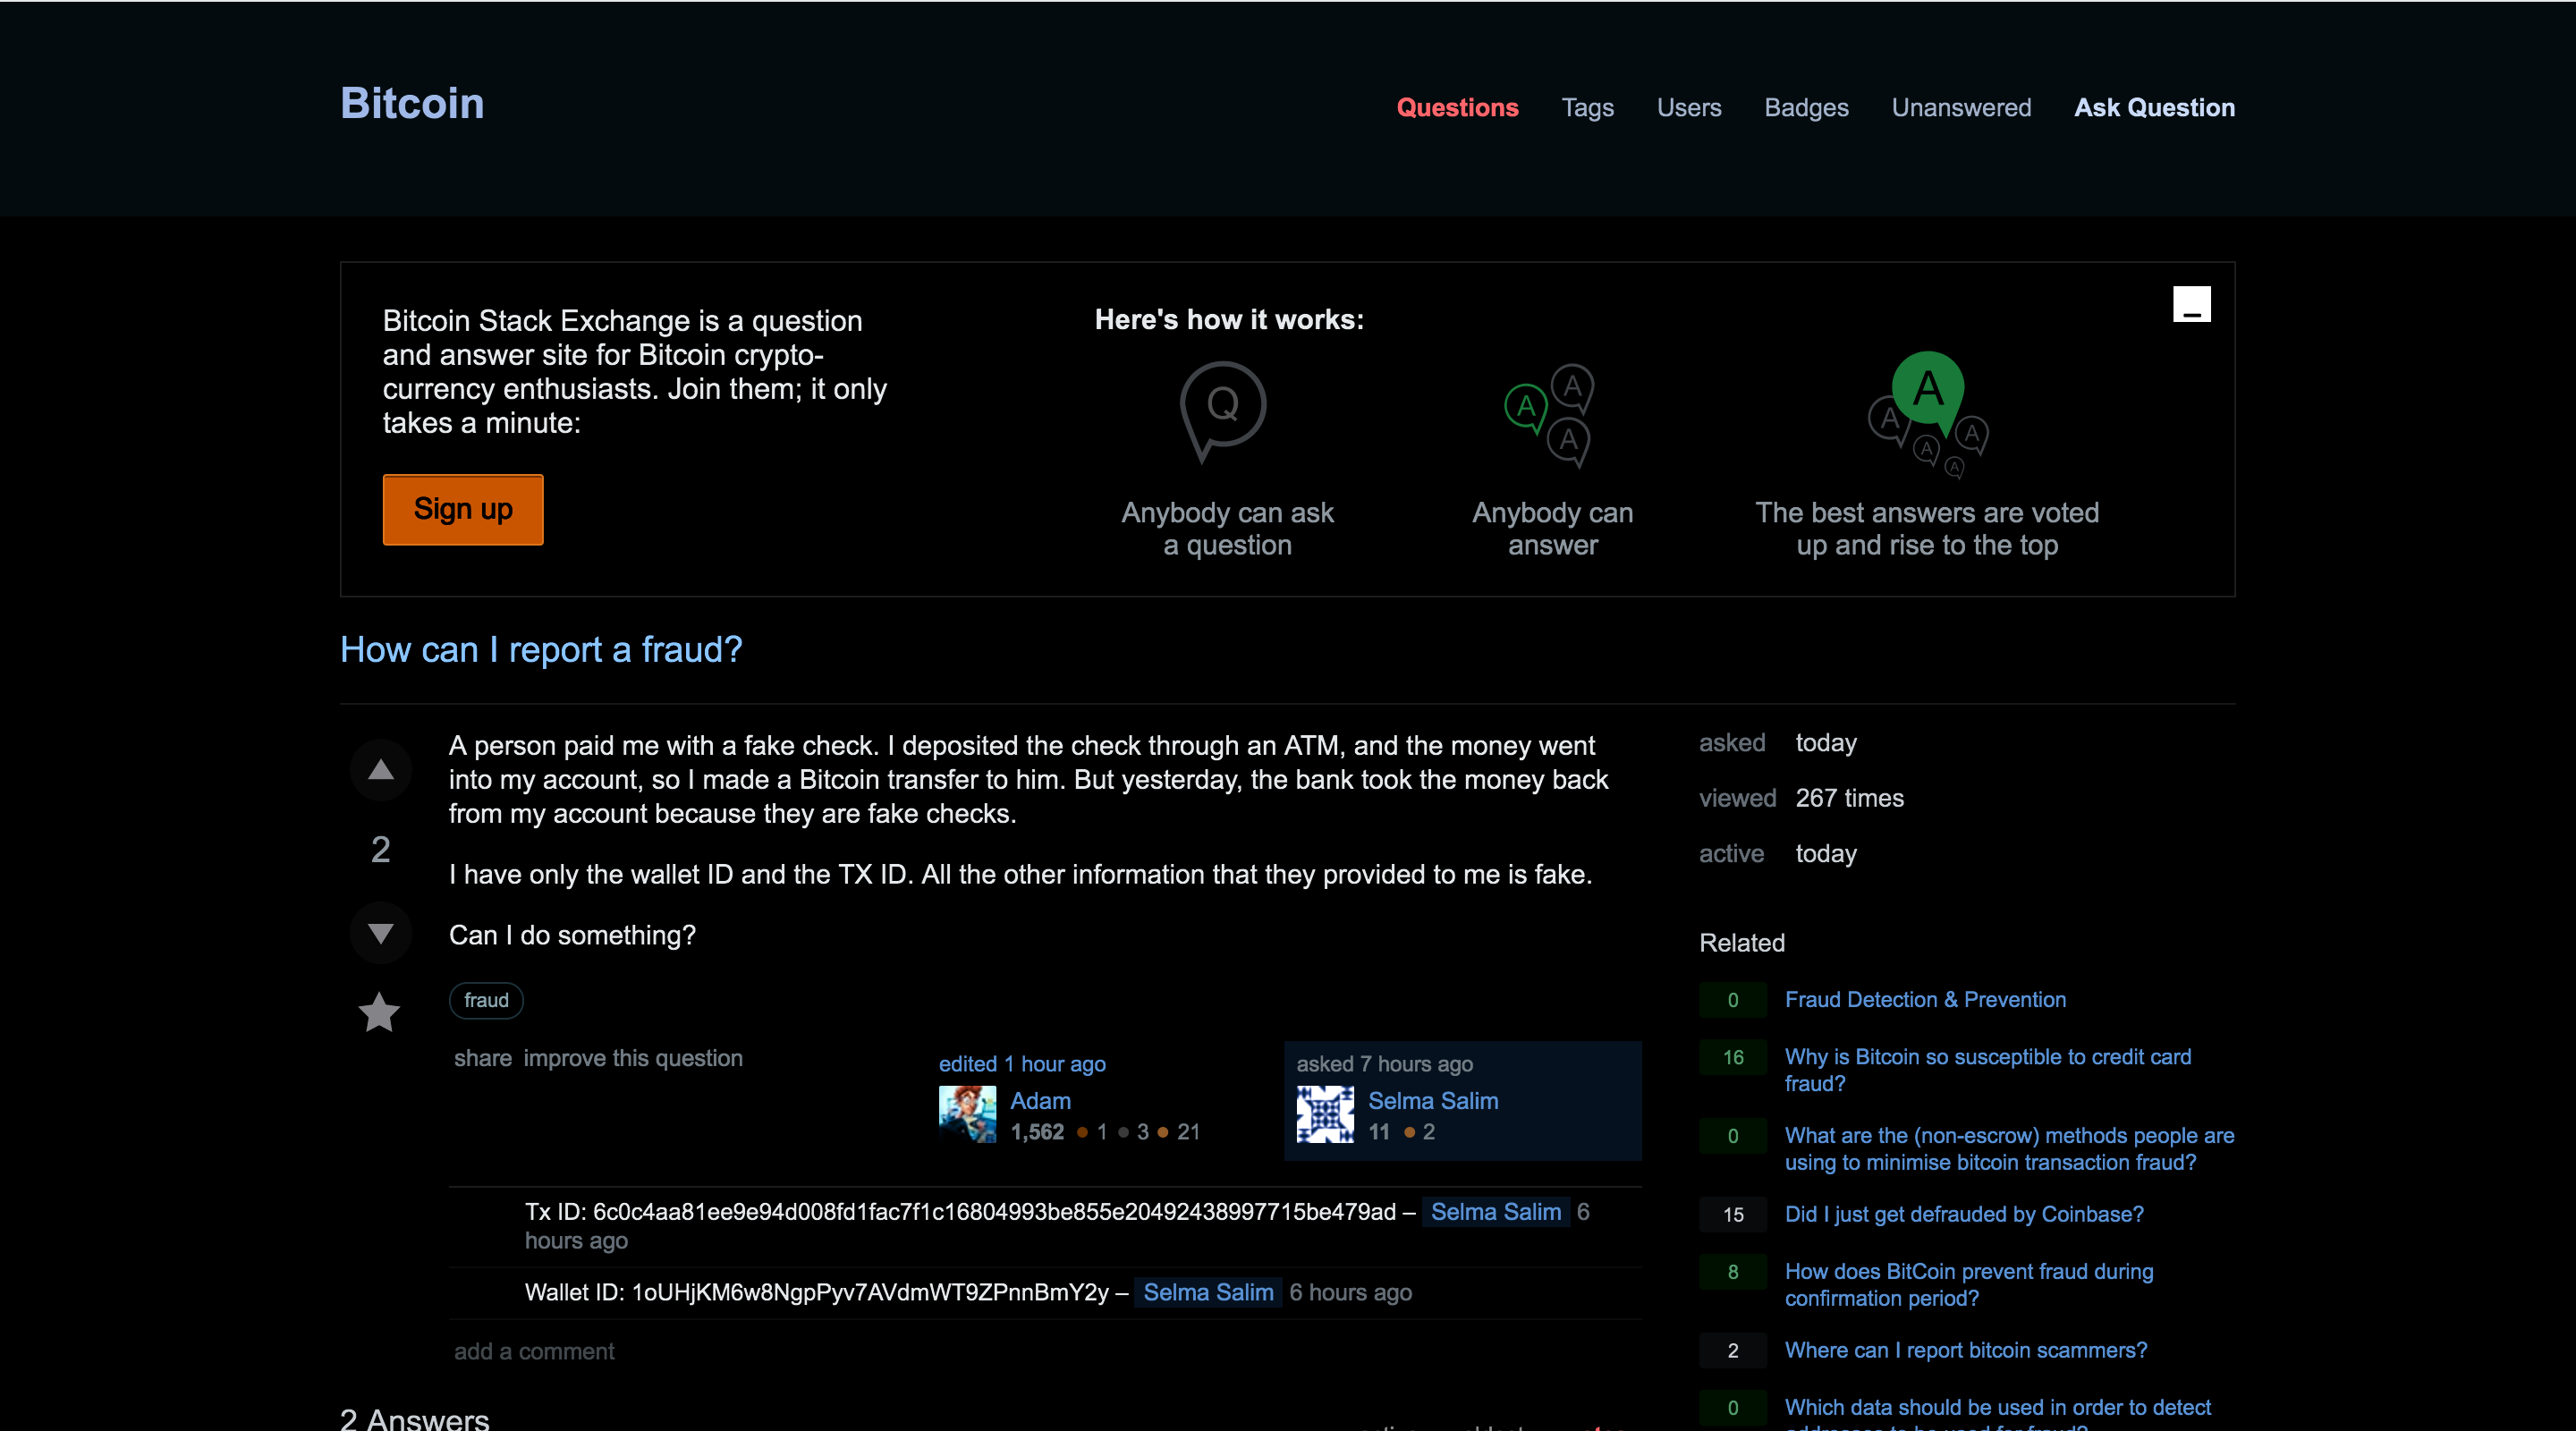 Bitcoin
Questions Tags Users Badges Unanswered Ask Question
Bitcoin Stack Exchange is a question
and answer site for Bitcoin crypto-
currency enthusiasts. Join them; it only
takes a minute:
Sign up
Here's how it works:
Q
A
A
A
A
A
A
A
A
Anybody can ask
a question
Anybody can
answer
The best answers are voted
up and rise to the top
How can I report a fraud?
2
A person paid me with a fake check. I deposited the check through an ATM, and the money went
into my account, so I made a Bitcoin transfer to him. But yesterday, the bank took the money back
from my account because they are fake checks.
I have only the wallet ID and the TX ID. All the other information that they provided to me is fake.
Can I do something?
fraud
share improve this question
edited 1 hour ago
Adam
1,562 1 3 21
asked 7 hours ago
Selma Salim
11 2
Tx ID: 6c0c4aa81ee9e94d008fd1fac7f1c16804993be855e20492438997715be479ad – Selma Salim 6
hours ago
Wallet ID: 1oUHjKM6w8NgpPyv7AVdmWT9ZPnnBmY2y – Selma Salim 6 hours ago
add a comment
2 Answers
asked today
viewed 267 times
active today
Related
0 Fraud Detection & Prevention
16 Why is Bitcoin so susceptible to credit card
fraud?
0 What are the (non-escrow) methods people are
using to minimise bitcoin transaction fraud?
15 Did I just get defrauded by Coinbase?
8 How does BitCoin prevent fraud during
confirmation period?
2 Where can I report bitcoin scammers?
0 Which data should be used in order to detect